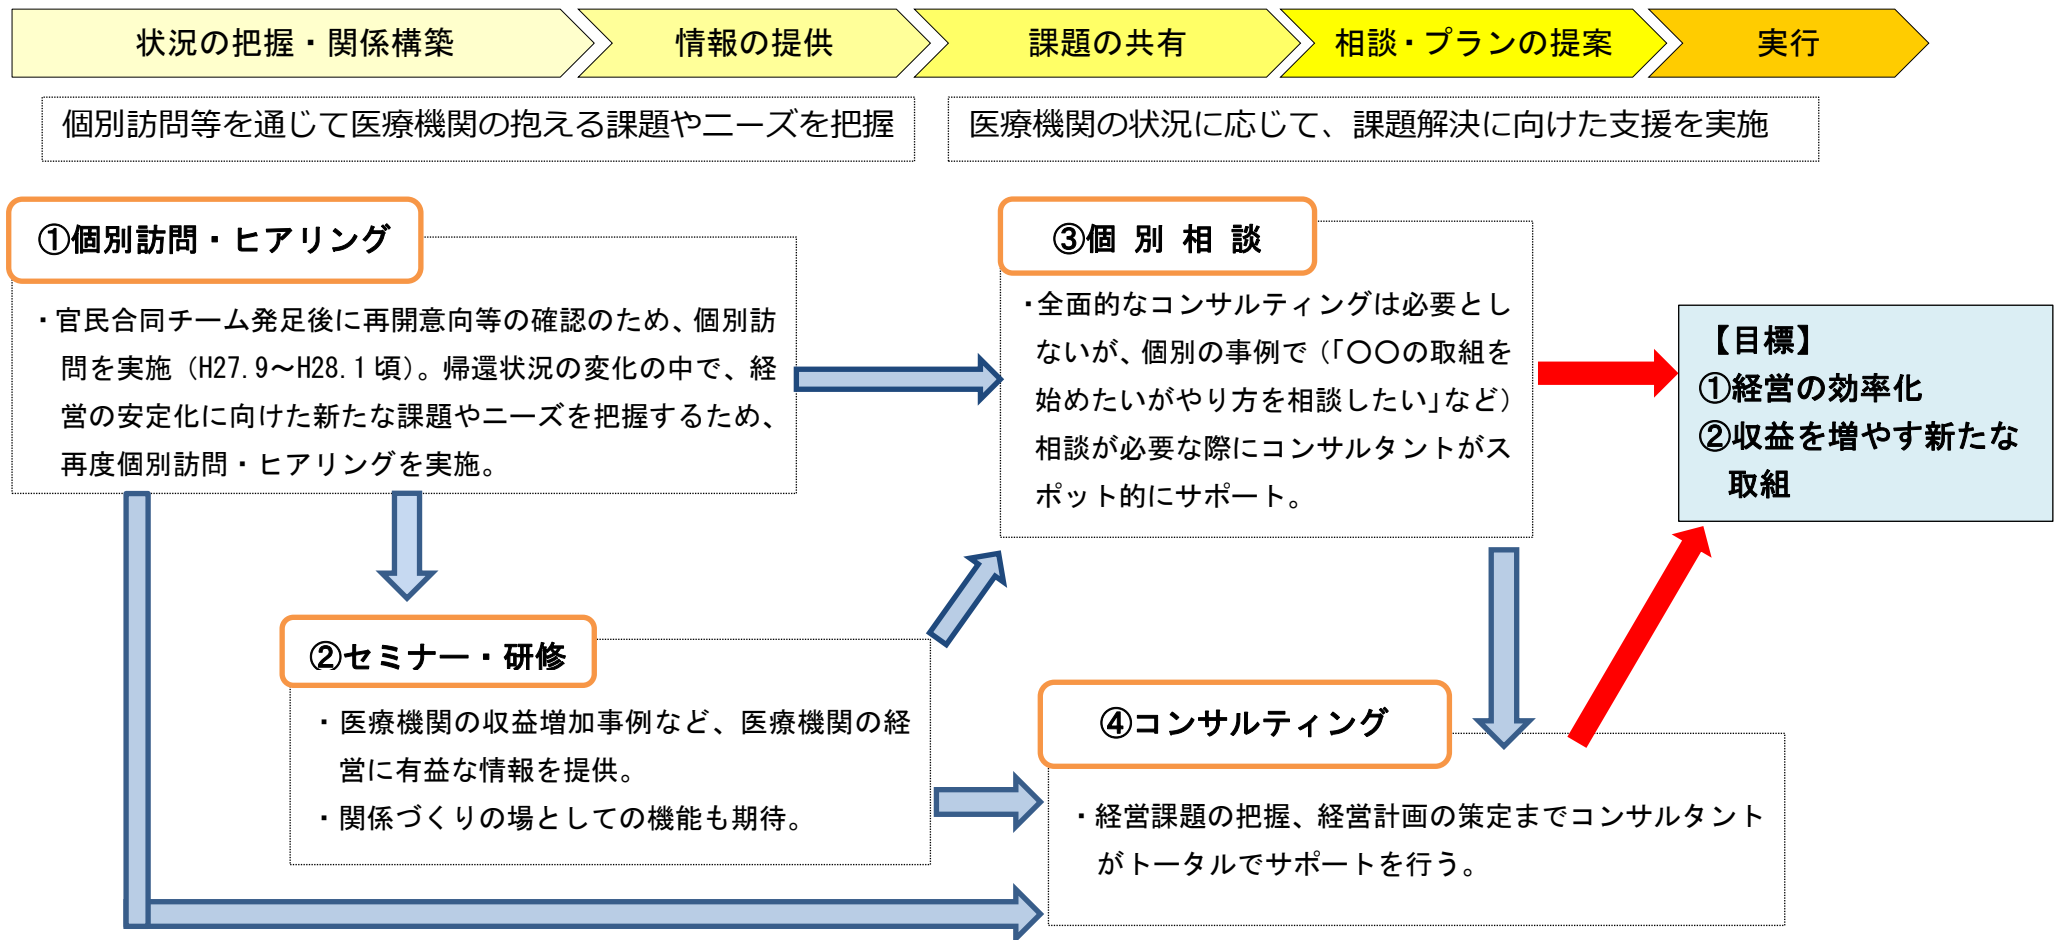 状況の把握・関係構築
情報の提供
課題の共有
相談・プランの提案
実行
個別訪問等を通じて医療機関の抱える課題やニーズを把握
医療機関の状況に応じて、課題解決に向けた支援を実施
①個別訪問・ヒアリング
・官民合同チーム発足後に再開意向等の確認のため、個別訪
問を実施（H27.9～H28.1頃）。帰還状況の変化の中で、経
営の安定化に向けた新たな課題やニーズを把握するため、
再度個別訪問・ヒアリングを実施。
②セミナー・研修
・医療機関の収益増加事例など、医療機関の経
営に有益な情報を提供。
・関係づくりの場としての機能も期待。
③個 別 相 談
・全面的なコンサルティングは必要とし
ないが、個別の事例で（「〇〇の取組を
始めたいがやり方を相談したい」など）
相談が必要な際にコンサルタントがス
ポット的にサポート。
④コンサルティング
・経営課題の把握、経営計画の策定までコンサルタント
がトータルでサポートを行う。
【目標】
①経営の効率化
②収益を増やす新たな
取組